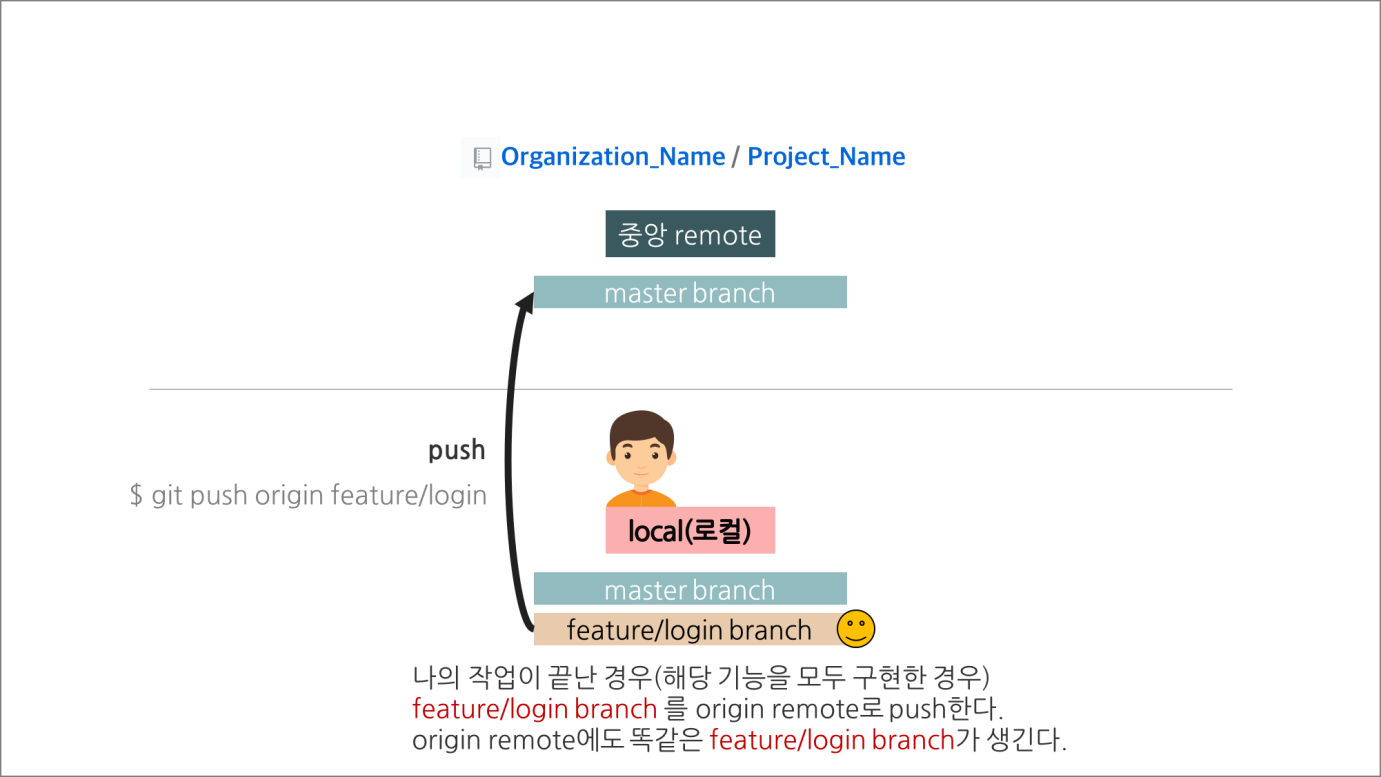 Organization_Name / Project_Name
중앙 remote
master branch
push
$ git push origin feature/login
local(로컬)
master branch
feature/login branch
나의 작업이 끝난 경우(해당 기능을 모두 구현한 경우)
feature/login branch 를 origin remote로 push한다.
origin remote에도 똑같은 feature/login branch가 생긴다.